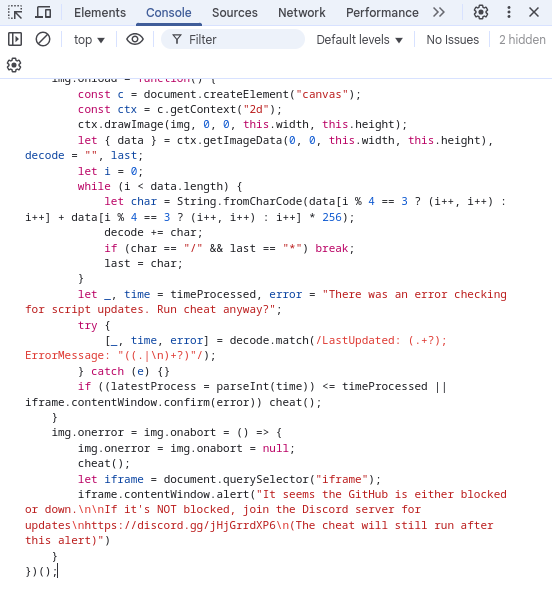 Elements Console Sources Network Performance
top Filter Default levels No Issues 2 hidden
img.onload = function() {
const c = document.createElement("canvas");
const ctx = c.getContext("2d");
ctx.drawImage(img, 0, 0, this.width, this.height);
let { data } = ctx.getImageData(0, 0, this.width, this.height),
decode = "", last;
let i = 0;
while (i < data.length) {
let char = String.fromCharCode(data[i % 4 == 3 ? (i++, i++) :
i++] + data[i % 4 == 3 ? (i++, i++) : i++] * 256);
decode += char;
if (char == "/" && last == "*") break;
last = char;
}
let _, time = timeProcessed, error = "There was an error checking
for script updates. Run cheat anyway?";
try {
[_, time, error] = decode.match(/LastUpdated: (.+?);
ErrorMessage: "((.|\n)+?)"/);
} catch (e) {}
if ((latestProcess = parseInt(time)) <= timeProcessed ||
iframe.contentWindow.confirm(error)) cheat();
}
img.onerror = img.onabort = () => {
img.onerror = img.onabort = null;
cheat();
let iframe = document.querySelector("iframe");
iframe.contentWindow.alert("It seems the GitHub is either blocked
or down.\n\nIf it's NOT blocked, join the Discord server for
updates\nhttps://discord.gg/jHjGrrdXP6\n(The cheat will still run after
this alert)")
}
})();